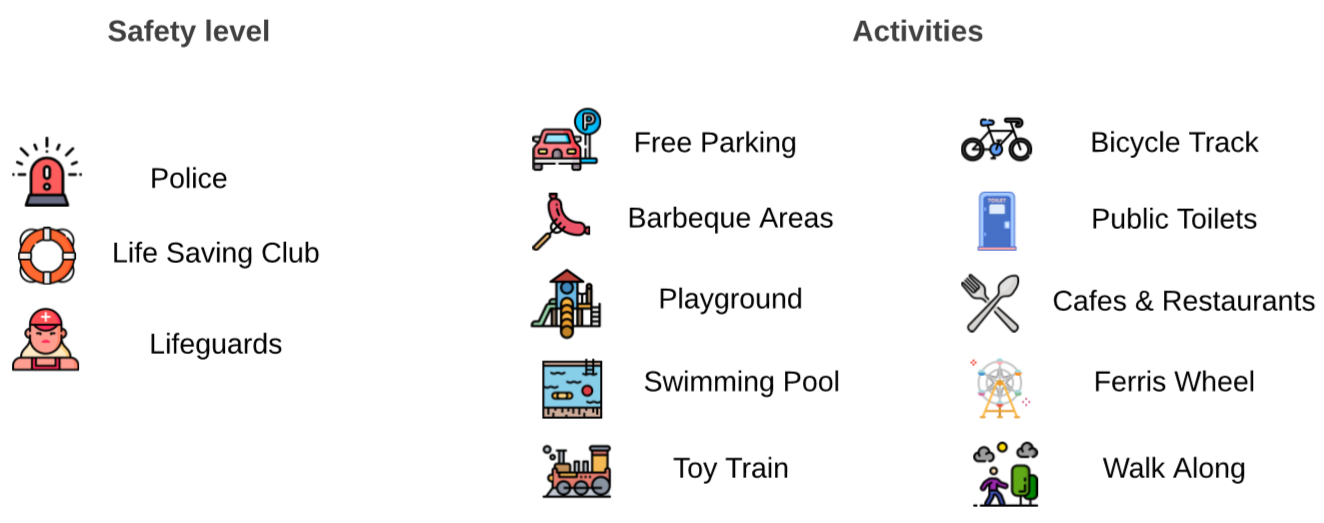 Safety level
Activities
Police
Life Saving Club
Lifeguards
P
Free Parking
Barbeque Areas
Playground
Swimming Pool
Toy Train
Bicycle Track
TOILET
Public Toilets
Cafes & Restaurants
Ferris Wheel
Walk Along